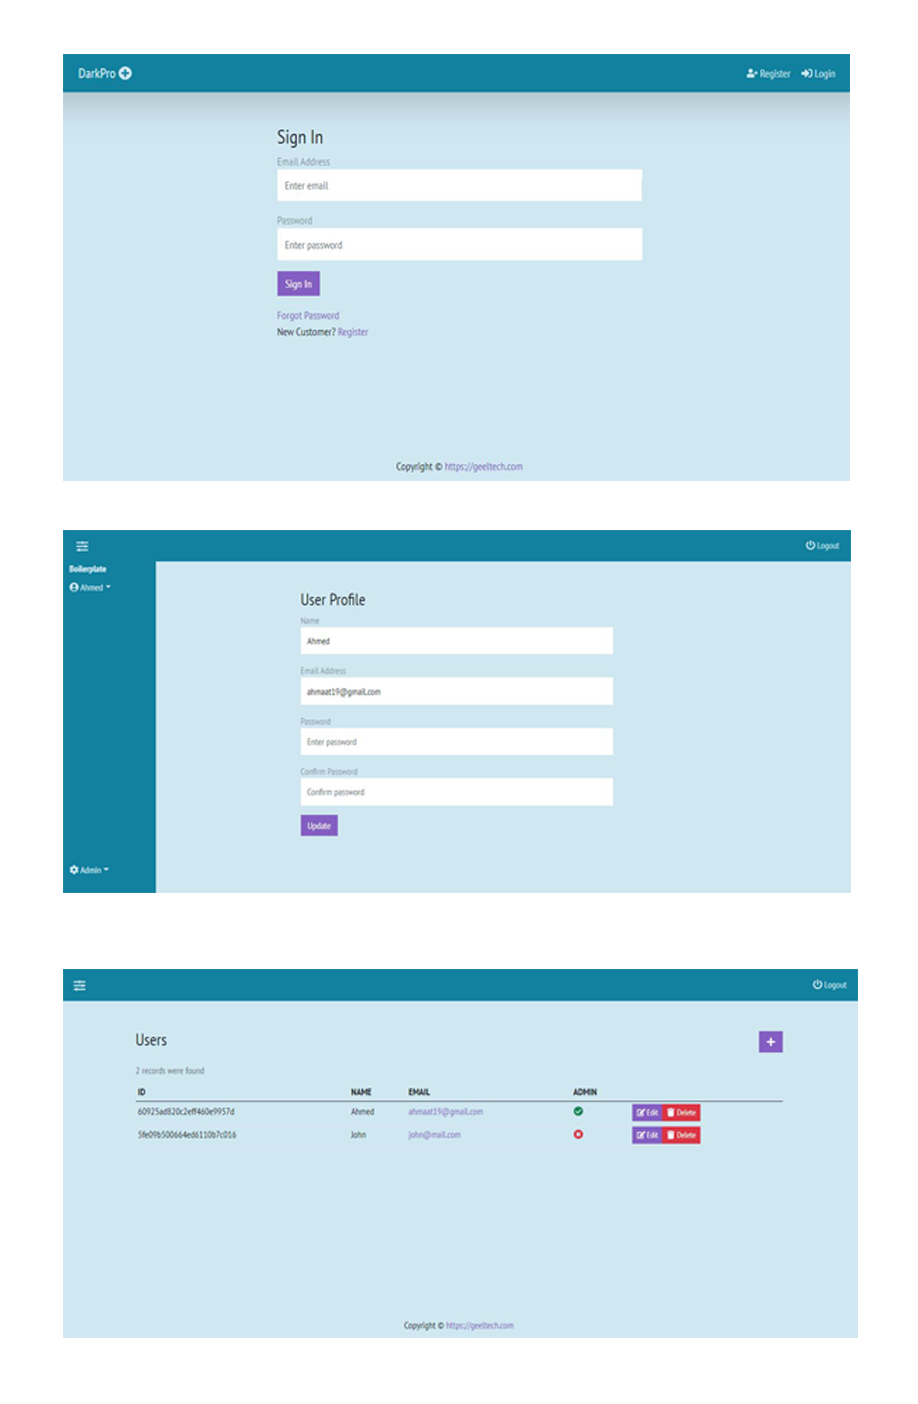 DarkPro Register Login
Sign In
Email Address
Enter email
Password
Enter password
Sign In
Forgot Password
New Customer? Register
Copyright © https://geeltech.com
Logout
Boilerplate
Ahmed
User Profile
Name
Ahmed
Email Address
ahmaat19@gmail.com
Password
Enter password
Confirm Password
Confirm password
Update
Admin
Logout
Users
+
2 records were found
ID NAME EMAIL ADMIN
60925ad820c2eff460e9957d Ahmed ahmaat19@gmail.com Edit Delete
5fe09b500664ed6110b7c016 John john@mail.com Edit Delete
Copyright © https://geeltech.com